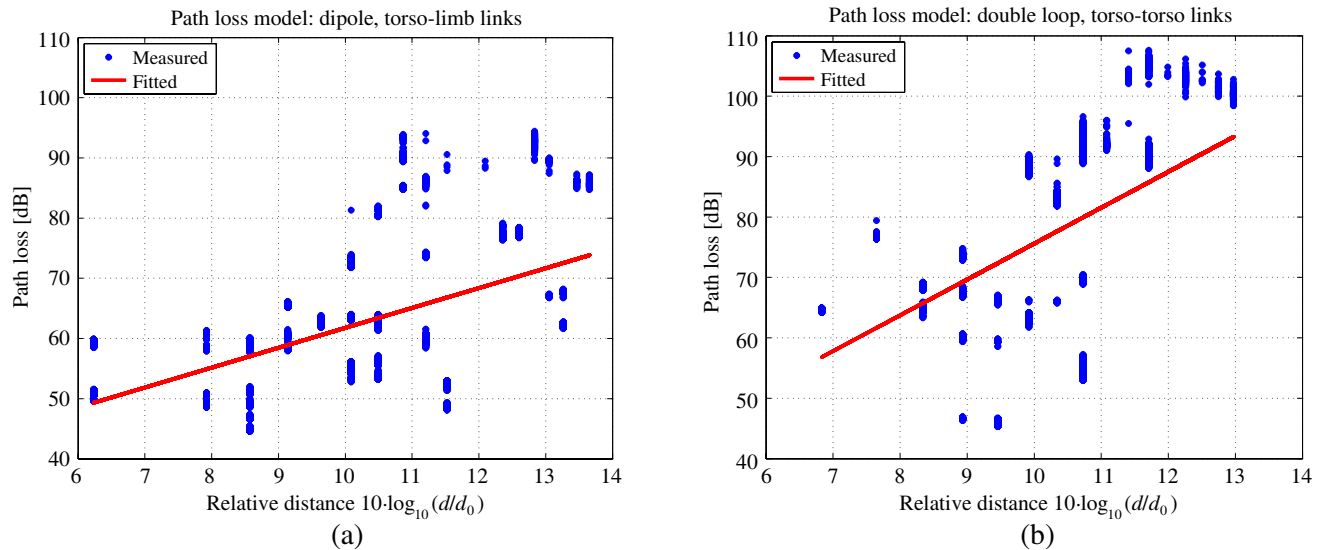 Path loss model: dipole, torso-limb links
110
100
90
80
70
60
50
40
Path loss [dB]
Measured
Fitted
6 7 8 9 10 11 12 13 14
Relative distance 10·log10(d/d0)
(a)
Path loss model: double loop, torso-torso links
110
100
90
80
70
60
50
40
Path loss [dB]
Measured
Fitted
6 7 8 9 10 11 12 13 14
Relative distance 10·log10(d/d0)
(b)